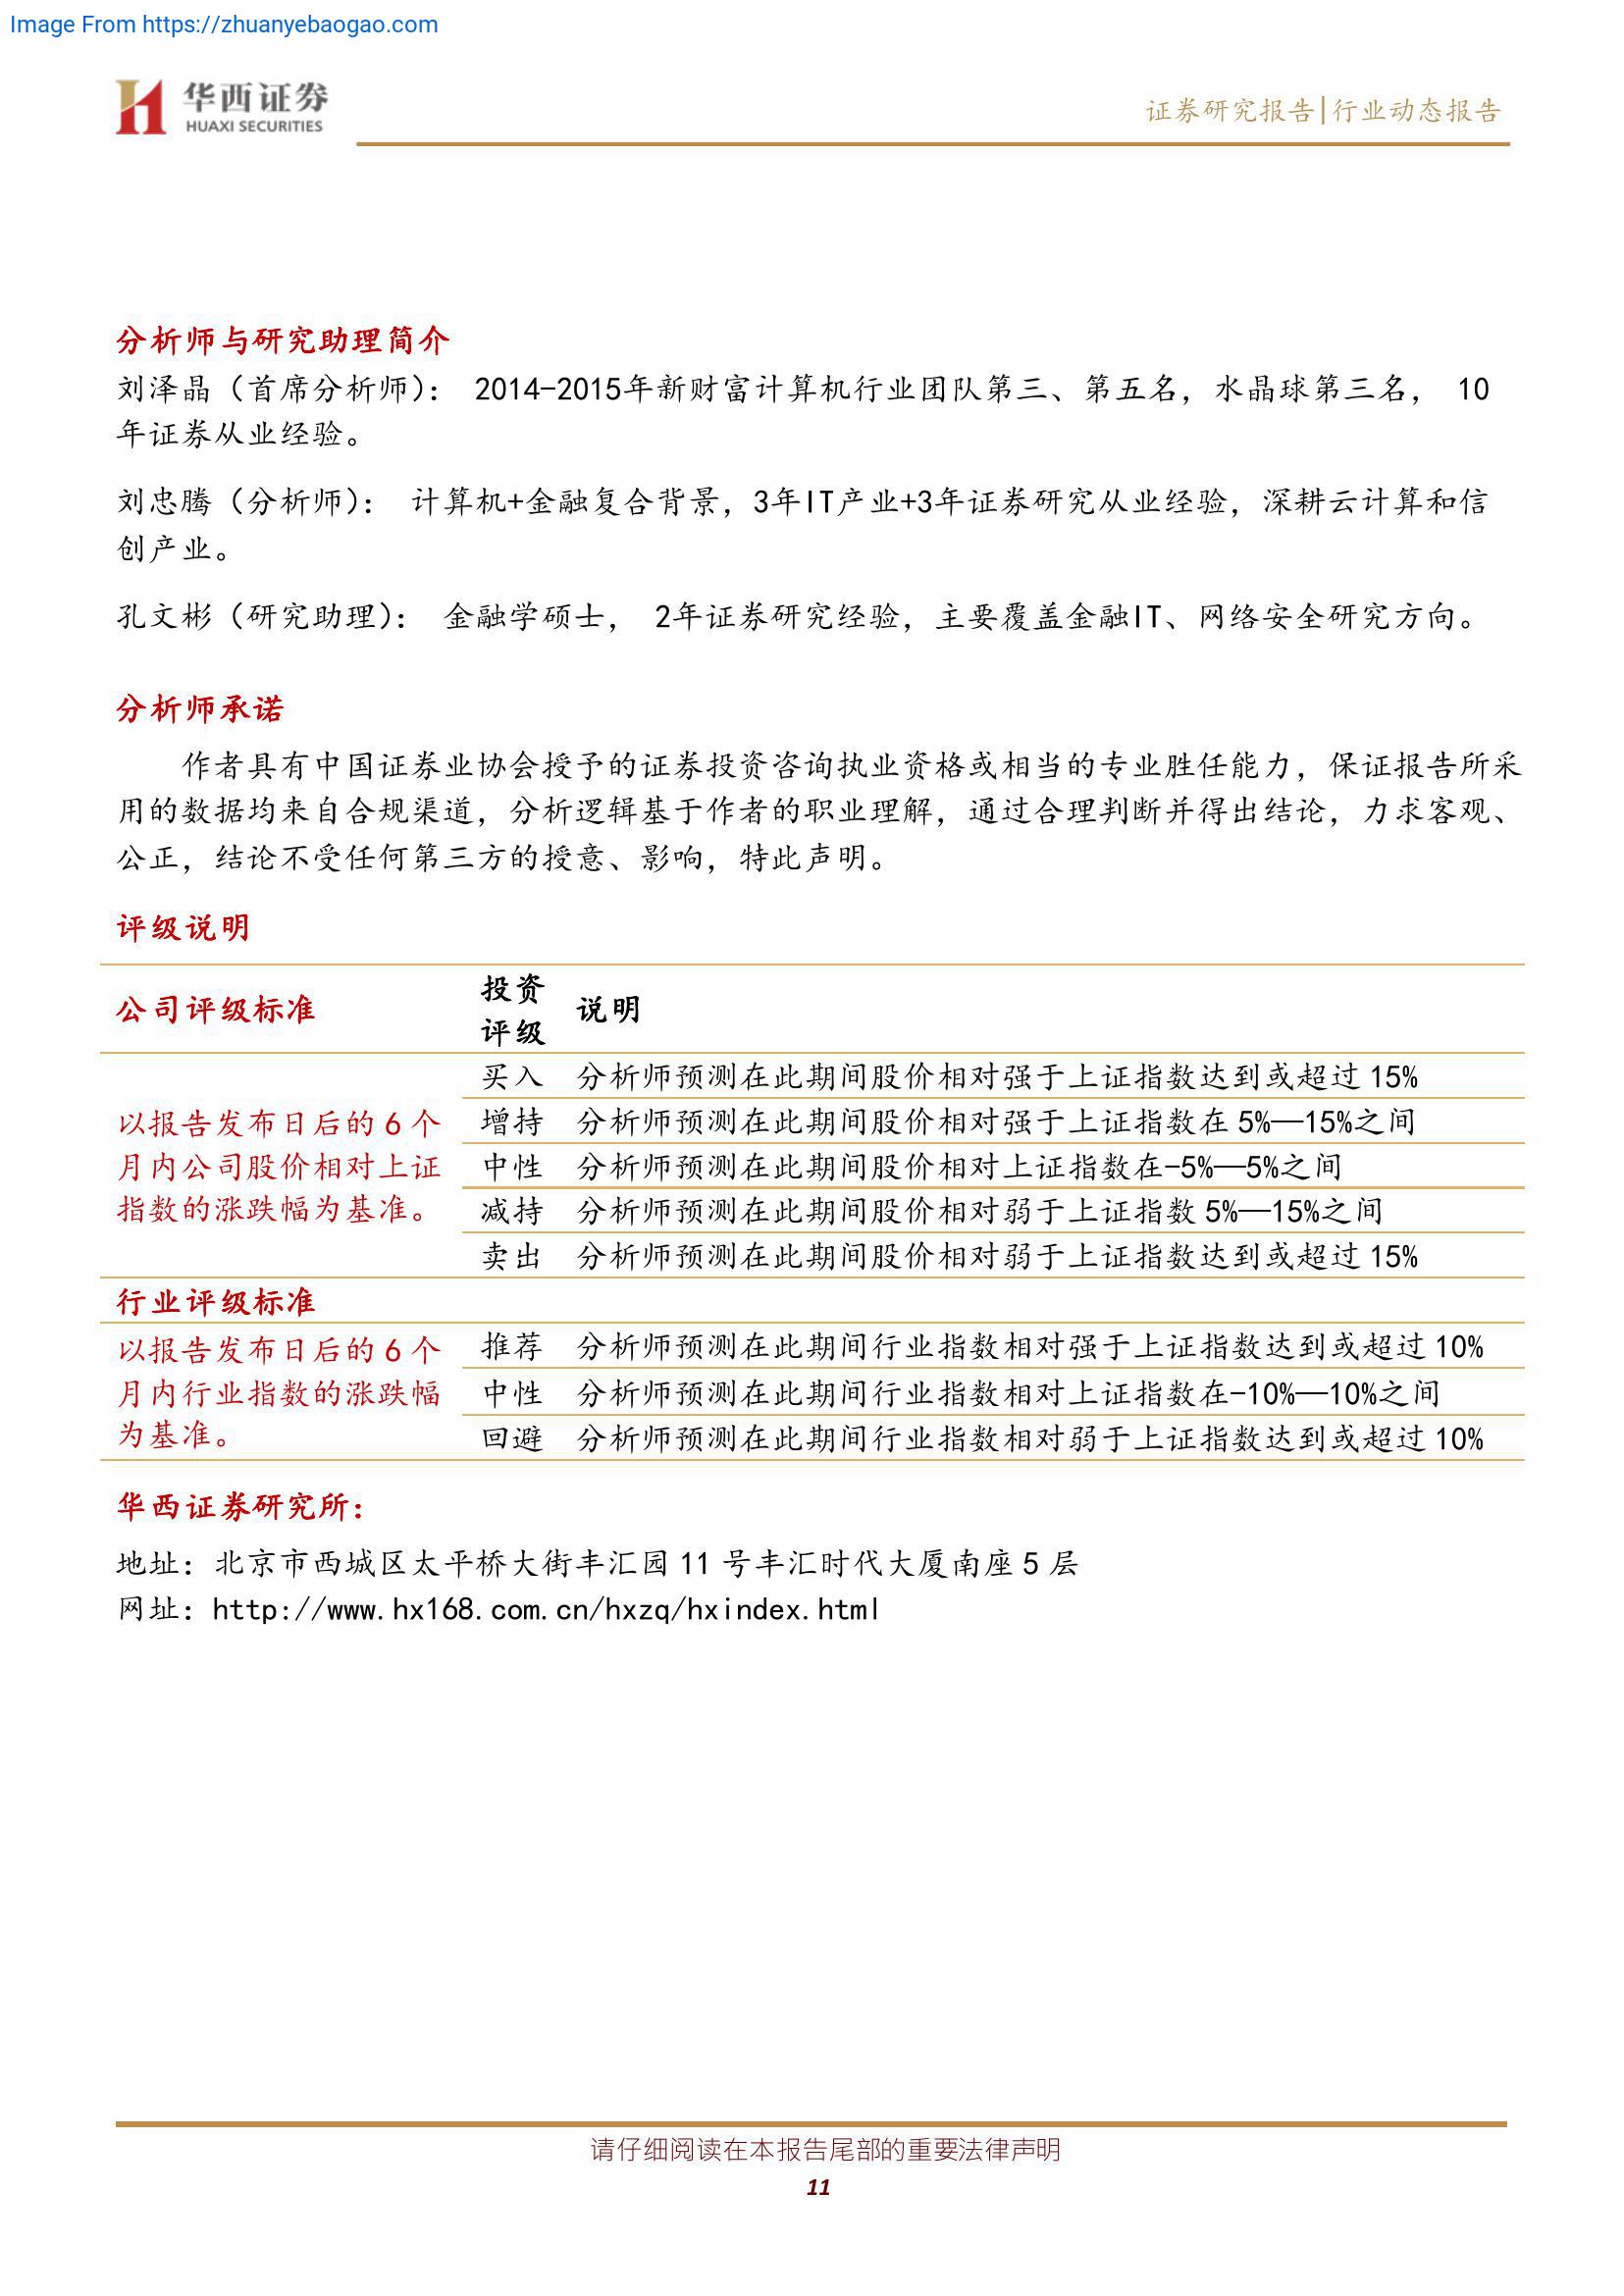 Image From https://zhuanyebaogao.com
华西证券
HUAXI SECURITIES
证券研究报告|行业动态报告
分析师与研究助理简介
刘泽晶（首席分析师）： 2014-2015年新财富计算机行业团队第三、第五名，水晶球第三名， 10
年证券从业经验。
刘忠腾（分析师）： 计算机+金融复合背景，3年IT产业+3年证券研究从业经验，深耕云计算和信
创产业。
孔文彬（研究助理）： 金融学硕士， 2年证券研究经验，主要覆盖金融IT、网络安全研究方向。
分析师承诺
作者具有中国证券业协会授予的证券投资咨询执业资格或相当的专业胜任能力，保证报告所采
用的数据均来自合规渠道，分析逻辑基于作者的职业理解，通过合理判断并得出结论，力求客观、
公正，结论不受任何第三方的授意、影响，特此声明。
评级说明
公司评级标准
投资
评级
说明
以报告发布日后的 6 个
月内公司股价相对上证
指数的涨跌幅为基准。
买入 分析师预测在此期间股价相对强于上证指数达到或超过 15%
增持 分析师预测在此期间股价相对强于上证指数在 5%—15%之间
中性 分析师预测在此期间股价相对上证指数在-5%—5%之间
减持 分析师预测在此期间股价相对弱于上证指数 5%—15%之间
卖出 分析师预测在此期间股价相对弱于上证指数达到或超过 15%
行业评级标准
以报告发布日后的 6 个
月内行业指数的涨跌幅
为基准。
推荐 分析师预测在此期间行业指数相对强于上证指数达到或超过 10%
中性 分析师预测在此期间行业指数相对上证指数在-10%—10%之间
回避 分析师预测在此期间行业指数相对弱于上证指数达到或超过 10%
华西证券研究所：
地址：北京市西城区太平桥大街丰汇园 11 号丰汇时代大厦南座 5 层
网址：http://www.hx168.com.cn/hxzq/hxindex.html
请仔细阅读在本报告尾部的重要法律声明
11